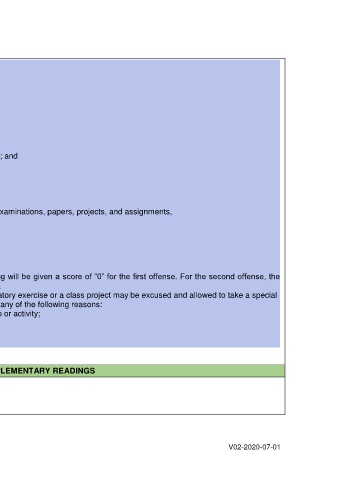 ; and
xaminations, papers, projects, and assignments,
g will be given a score of "0" for the first offense. For the second offense, the
.
atory exercise or a class project may be excused and allowed to take a special
any of the following reasons:
o or activity;
LEMENTARY READINGS
V02-2020-07-01